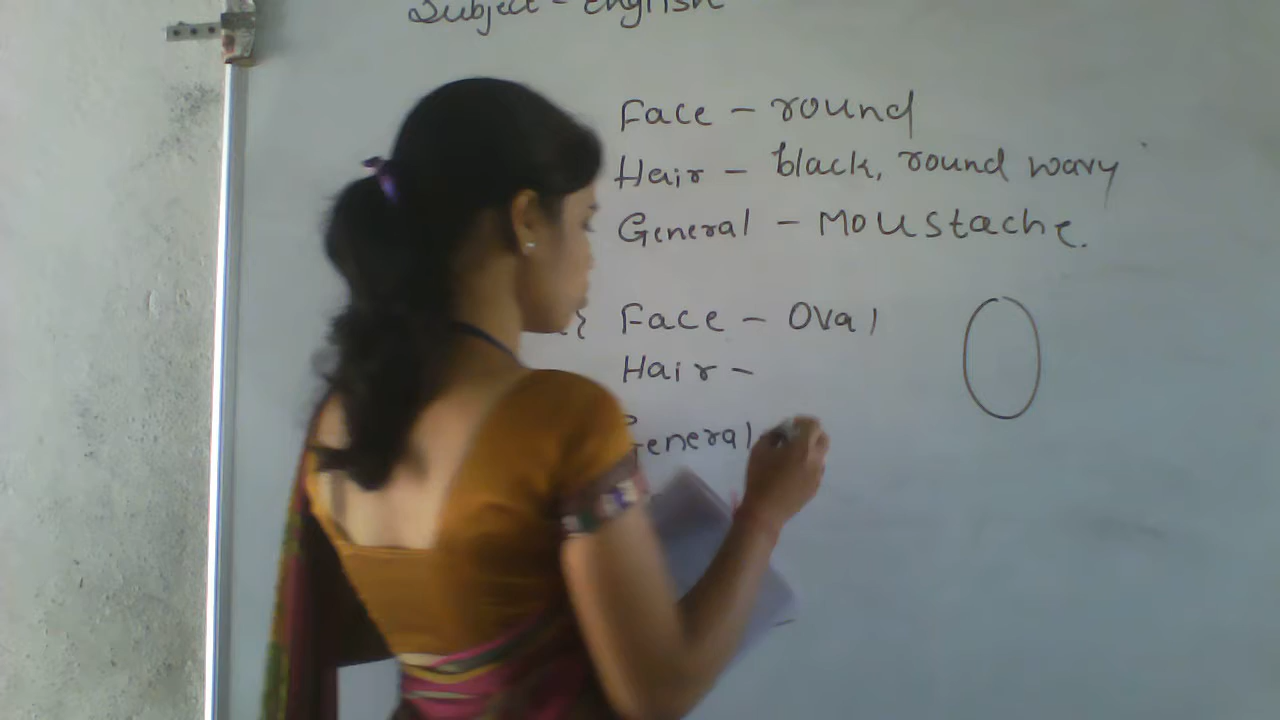 Subject - English
Face - round
Hair - black, round wavy
General - Moustache.
Face - Oval
Hair -
General